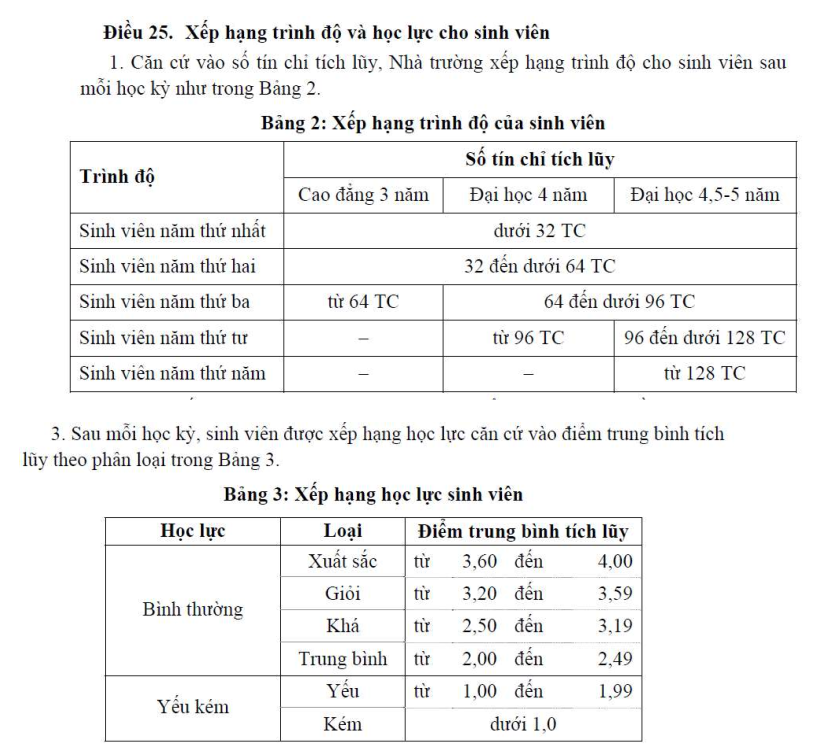 Điều 25. Xếp hạng trình độ và học lực cho sinh viên
1. Căn cứ vào số tín chỉ tích lũy, Nhà trường xếp hạng trình độ cho sinh viên sau
mỗi học kỳ như trong Bảng 2.
Bảng 2: Xếp hạng trình độ của sinh viên
Trình độ Số tín chỉ tích lũy
Cao đẳng 3 năm Đại học 4 năm Đại học 4,5-5 năm
Sinh viên năm thứ nhất dưới 32 TC
Sinh viên năm thứ hai 32 đến dưới 64 TC
Sinh viên năm thứ ba từ 64 TC 64 đến dưới 96 TC
Sinh viên năm thứ tư – từ 96 TC 96 đến dưới 128 TC
Sinh viên năm thứ năm – – từ 128 TC
3. Sau mỗi học kỳ, sinh viên được xếp hạng học lực căn cứ vào điểm trung bình tích
lũy theo phân loại trong Bảng 3.
Bảng 3: Xếp hạng học lực sinh viên
Học lực Loại Điểm trung bình tích lũy
Bình thường Xuất sắc từ 3,60 đến 4,00
Giỏi từ 3,20 đến 3,59
Khá từ 2,50 đến 3,19
Trung bình từ 2,00 đến 2,49
Yếu kém Yếu từ 1,00 đến 1,99
Kém dưới 1,0